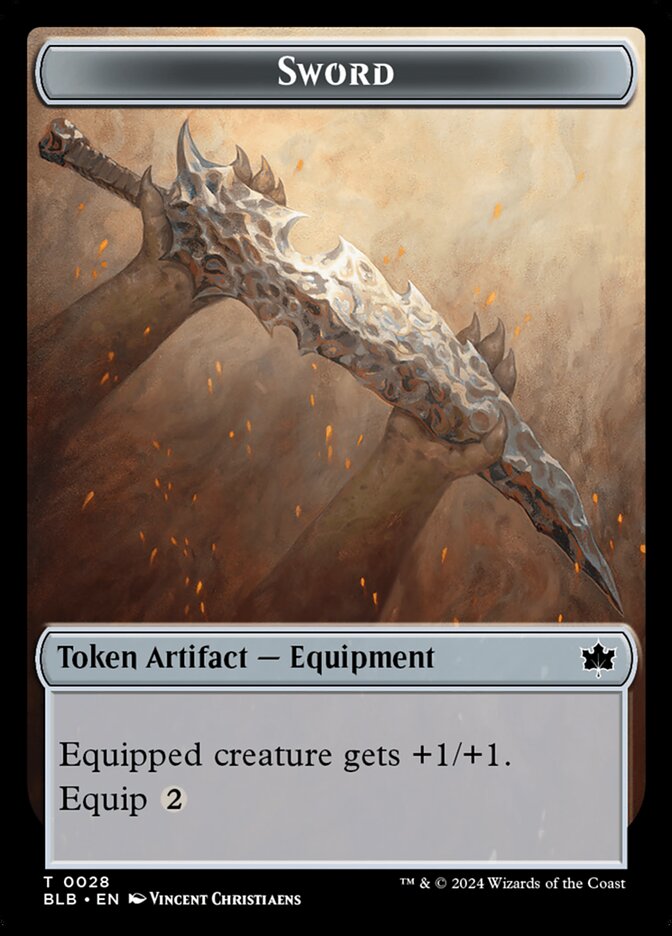 Sword
Token Artifact — Equipment
Equipped creature gets +1/+1.
Equip 2
T 0028
BLB • EN Vincent Christiaens
™ & © 2024 Wizards of the Coast